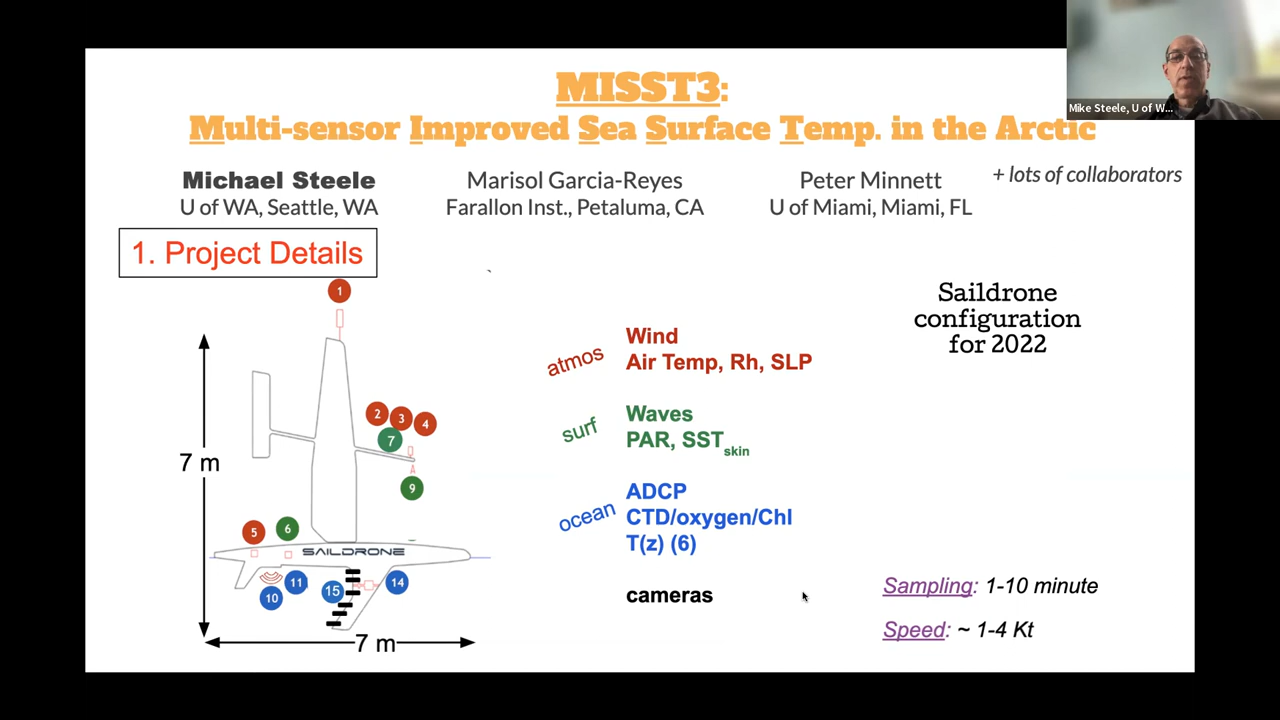 MISST3:
Multi-sensor Improved Sea Surface Temp. in the Arctic
Mike Steele, U of W...
Michael Steele
U of WA, Seattle, WA
Marisol Garcia-Reyes
Farallon Inst., Petaluma, CA
Peter Minnett
U of Miami, Miami, FL
+ lots of collaborators
1. Project Details
1
2
3
4
7
9
7 m
5
6
SAILDRONE
10
11
15
14
7 m
atmos
Wind
Air Temp, Rh, SLP
surf
Waves
PAR, SSTskin
ocean
ADCP
CTD/oxygen/Chl
T(z) (6)
cameras
Saildrone
configuration
for 2022
Sampling: 1-10 minute
Speed: ~ 1-4 Kt